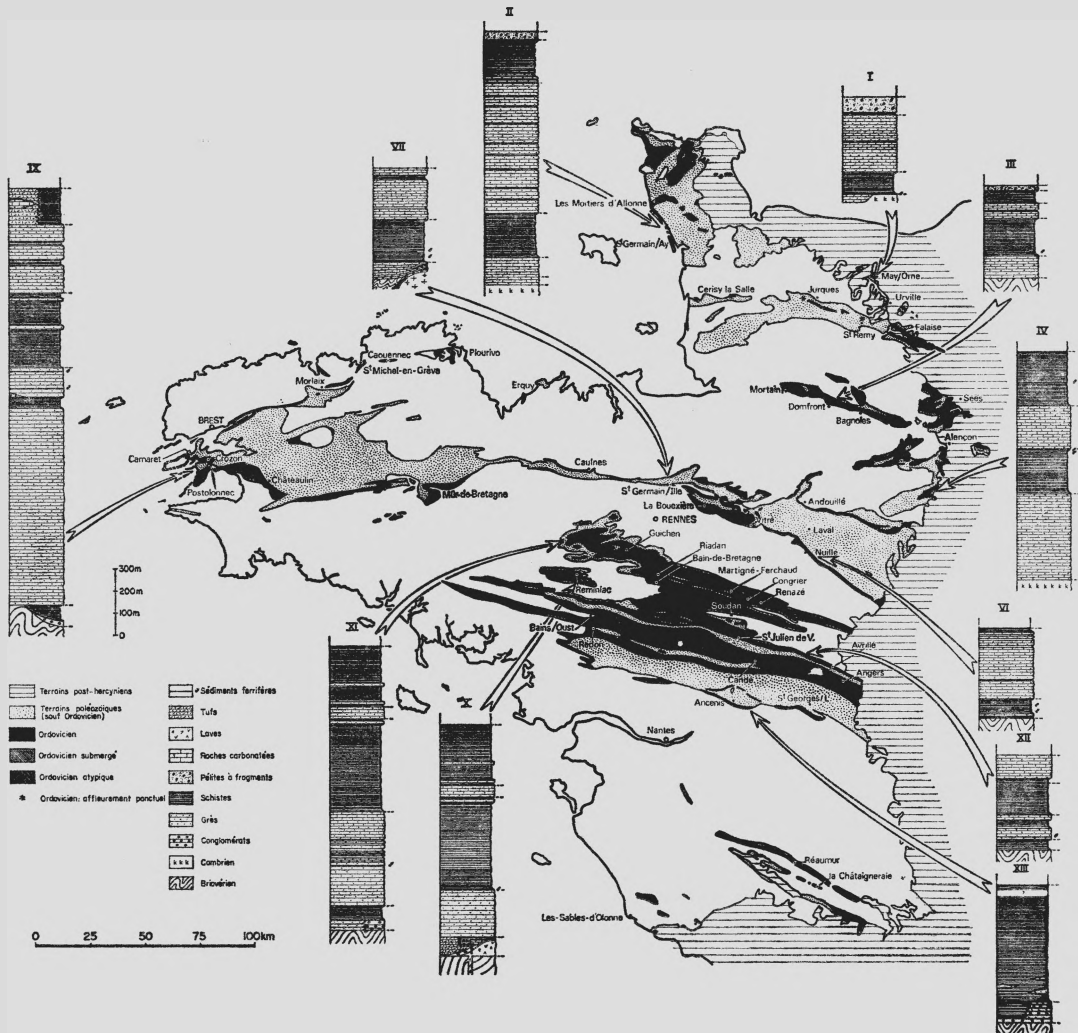 II
I
VII
III
IX
Les Moitiers d'Allonne
St Germain/Ay
May/Orne
Cerisy la Salle
Jurques
Urville
St Rémy
Falaise
IV
Caouennec
Plourivo
St Michel-en-Grève
Morlaix
Erquy
Mortain
Sées
Domfront
Bagnoles
BREST
Alençon
Camaret
Crozon
Caulnes
Châteaulin
Postolonnec
Mûr-de-Bretagne
St Germain/Ille
Andouillé
La Bouëxière
RENNES
Vitré
Laval
Guichen
Nuillé
Riadan
Bain-de-Bretagne
Martigné-Ferchaud
Congrier
Renazé
300m
200m
100m
0
Réminiac
Soudan
VI
XI
Bains/Oust
St Julien de V.
Avrillé
Angers
Candé
St Georges/L
Ancenis
X
XII
Nantes
Terrains post-hercyniens
Terrains paléozoïques
(sauf Ordovicien)
Ordovicien
Ordovicien submergé
Ordovicien atypique
* Ordovicien: affleurement ponctuel
Sédiments ferrifères
Tufs
Laves
Roches carbonatées
Pélites à fragments
Schistes
Grès
Conglomérats
Cambrien
Briovérien
XIII
Réaumur
la Châtaigneraie
Les-Sables-d'Olonne
0 25 50 75 100km